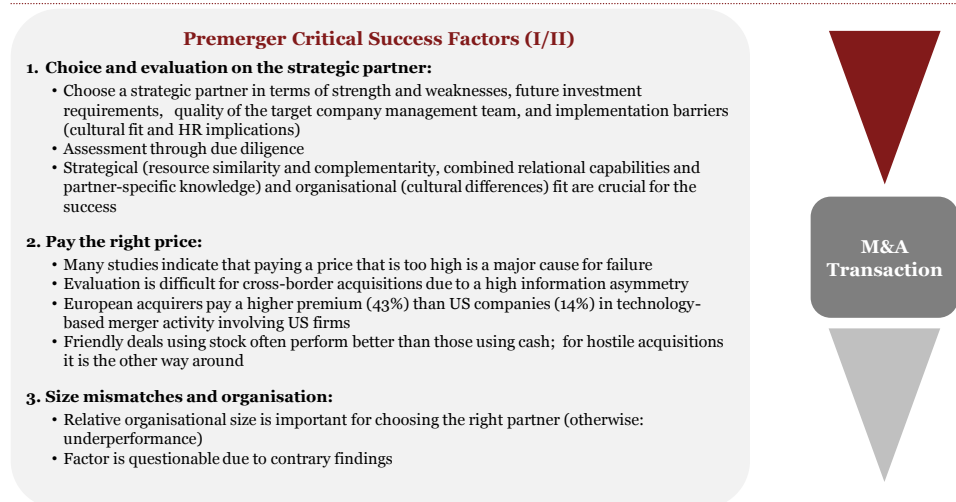 Premerger Critical Success Factors (I/II)
1. Choice and evaluation on the strategic partner:
• Choose a strategic partner in terms of strength and weaknesses, future investment
requirements, quality of the target company management team, and implementation barriers
(cultural fit and HR implications)
• Assessment through due diligence
• Strategical (resource similarity and complementarity, combined relational capabilities and
partner-specific knowledge) and organisational (cultural differences) fit are crucial for the
success
2. Pay the right price:
• Many studies indicate that paying a price that is too high is a major cause for failure
• Evaluation is difficult for cross-border acquisitions due to a high information asymmetry
• European acquirers pay a higher premium (43%) than US companies (14%) in technology-
based merger activity involving US firms
• Friendly deals using stock often perform better than those using cash; for hostile acquisitions
it is the other way around
3. Size mismatches and organisation:
• Relative organisational size is important for choosing the right partner (otherwise:
underperformance)
• Factor is questionable due to contrary findings
M&A
Transaction